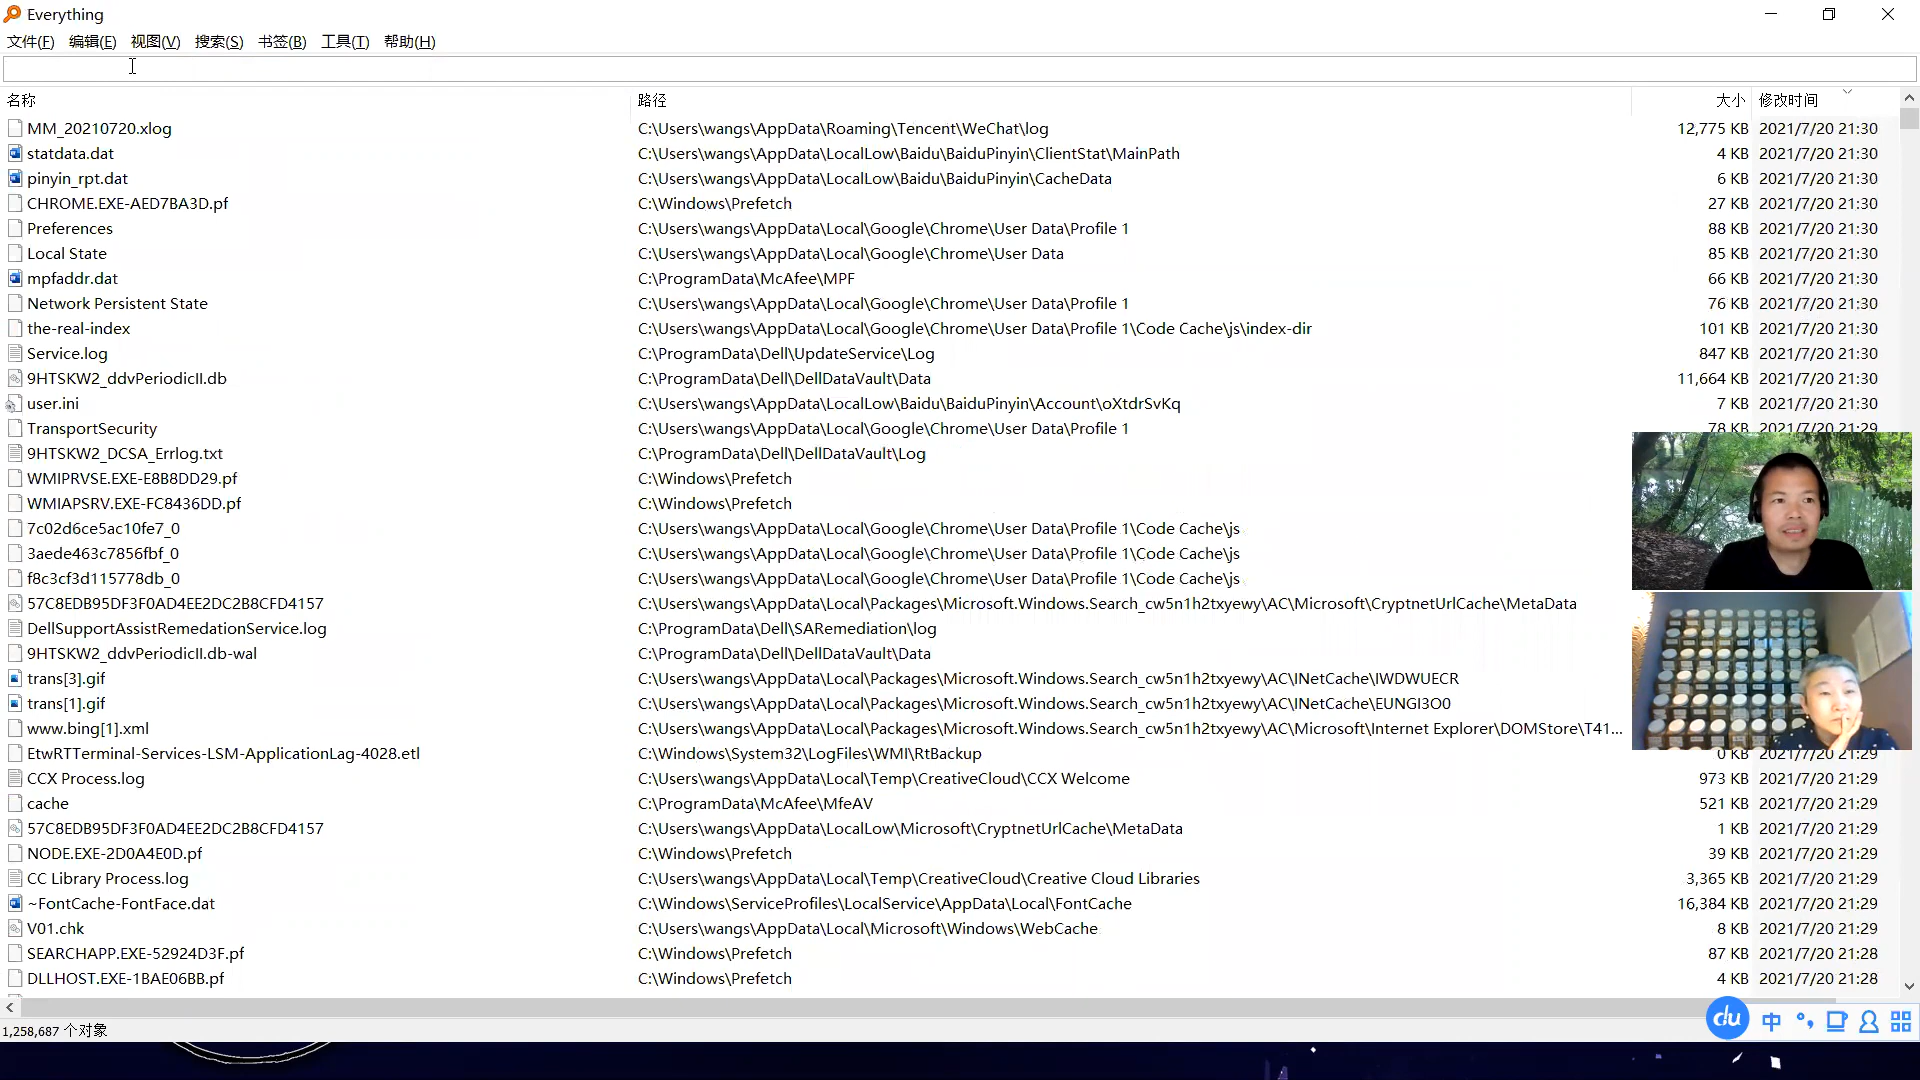 Everything
文件(F) 编辑(E) 视图(V) 搜索(S) 书签(B) 工具(T) 帮助(H)
名称 路径 大小 修改时间
MM_20210720.xlog C:\Users\wangs\AppData\Roaming\Tencent\WeChat\log 12,775 KB 2021/7/20 21:30
statdata.dat C:\Users\wangs\AppData\LocalLow\Baidu\BaiduPinyin\ClientStat\MainPath 4 KB 2021/7/20 21:30
pinyin_rpt.dat C:\Users\wangs\AppData\LocalLow\Baidu\BaiduPinyin\CacheData 6 KB 2021/7/20 21:30
CHROME.EXE-AED7BA3D.pf C:\Windows\Prefetch 27 KB 2021/7/20 21:30
Preferences C:\Users\wangs\AppData\Local\Google\Chrome\User Data\Profile 1 88 KB 2021/7/20 21:30
Local State C:\Users\wangs\AppData\Local\Google\Chrome\User Data 85 KB 2021/7/20 21:30
mpfaddr.dat C:\ProgramData\McAfee\MPF 66 KB 2021/7/20 21:30
Network Persistent State C:\Users\wangs\AppData\Local\Google\Chrome\User Data\Profile 1 76 KB 2021/7/20 21:30
the-real-index C:\Users\wangs\AppData\Local\Google\Chrome\User Data\Profile 1\Code Cache\js\index-dir 101 KB 2021/7/20 21:30
Service.log C:\ProgramData\Dell\UpdateService\Log 847 KB 2021/7/20 21:30
9HTSKW2_ddvPeriodicII.db C:\ProgramData\Dell\DellDataVault\Data 11,664 KB 2021/7/20 21:30
user.ini C:\Users\wangs\AppData\LocalLow\Baidu\BaiduPinyin\Account\oXtdrSvKq 7 KB 2021/7/20 21:30
TransportSecurity C:\Users\wangs\AppData\Local\Google\Chrome\User Data\Profile 1 78 KB 2021/7/20 21:29
9HTSKW2_DCSA_Errlog.txt C:\ProgramData\Dell\DellDataVault\Log
WMIPRVSE.EXE-E8B8DD29.pf C:\Windows\Prefetch
WMIAPSRV.EXE-FC8436DD.pf C:\Windows\Prefetch
7c02d6ce5ac10fe7_0 C:\Users\wangs\AppData\Local\Google\Chrome\User Data\Profile 1\Code Cache\js
3aede463c7856fbf_0 C:\Users\wangs\AppData\Local\Google\Chrome\User Data\Profile 1\Code Cache\js
f8c3cf3d115778db_0 C:\Users\wangs\AppData\Local\Google\Chrome\User Data\Profile 1\Code Cache\js
57C8EDB95DF3F0AD4EE2DC2B8CFD4157 C:\Users\wangs\AppData\Local\Packages\Microsoft.Windows.Search_cw5n1h2txyewy\AC\Microsoft\CryptnetUrlCache\MetaData
DellSupportAssistRemedationService.log C:\ProgramData\Dell\SARemediation\log
9HTSKW2_ddvPeriodicII.db-wal C:\ProgramData\Dell\DellDataVault\Data
trans[3].gif C:\Users\wangs\AppData\Local\Packages\Microsoft.Windows.Search_cw5n1h2txyewy\AC\INetCache\IWDWUECR
trans[1].gif C:\Users\wangs\AppData\Local\Packages\Microsoft.Windows.Search_cw5n1h2txyewy\AC\INetCache\EUNGI3O0
www.bing[1].xml C:\Users\wangs\AppData\Local\Packages\Microsoft.Windows.Search_cw5n1h2txyewy\AC\Microsoft\Internet Explorer\DOMStore\T41...
EtwRTTerminal-Services-LSM-ApplicationLag-4028.etl C:\Windows\System32\LogFiles\WMI\RtBackup 0 KB 2021/7/20 21:29
CCX Process.log C:\Users\wangs\AppData\Local\Temp\CreativeCloud\CCX Welcome 973 KB 2021/7/20 21:29
cache C:\ProgramData\McAfee\MfeAV 521 KB 2021/7/20 21:29
57C8EDB95DF3F0AD4EE2DC2B8CFD4157 C:\Users\wangs\AppData\LocalLow\Microsoft\CryptnetUrlCache\MetaData 1 KB 2021/7/20 21:29
NODE.EXE-2D0A4E0D.pf C:\Windows\Prefetch 39 KB 2021/7/20 21:29
CC Library Process.log C:\Users\wangs\AppData\Local\Temp\CreativeCloud\Creative Cloud Libraries 3,365 KB 2021/7/20 21:29
~FontCache-FontFace.dat C:\Windows\ServiceProfiles\LocalService\AppData\Local\FontCache 16,384 KB 2021/7/20 21:29
V01.chk C:\Users\wangs\AppData\Local\Microsoft\Windows\WebCache 8 KB 2021/7/20 21:29
SEARCHAPP.EXE-52924D3F.pf C:\Windows\Prefetch 87 KB 2021/7/20 21:28
DLLHOST.EXE-1BAE06BB.pf C:\Windows\Prefetch 4 KB 2021/7/20 21:28
1,258,687 个对象
du 中